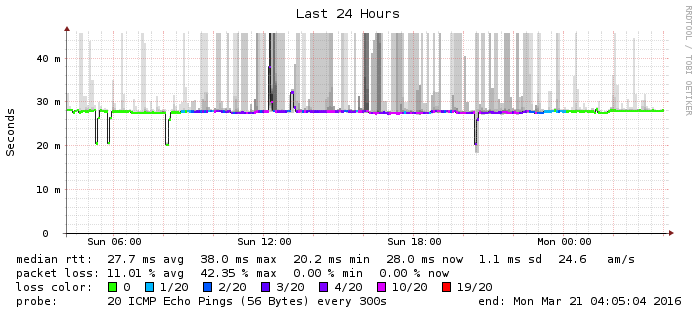 Last 24 Hours
RRDTOOL / TOBI OETIKER
Seconds
40 m
30 m
20 m
10 m
0
Sun 06:00 Sun 12:00 Sun 18:00 Mon 00:00
median rtt: 27.7 ms avg 38.0 ms max 20.2 ms min 28.0 ms now 1.1 ms sd 24.6 am/s
packet loss: 11.01 % avg 42.35 % max 0.00 % min 0.00 % now
loss color: 0 1/20 2/20 3/20 4/20 10/20 19/20
probe: 20 ICMP Echo Pings (56 Bytes) every 300s end: Mon Mar 21 04:05:04 2016